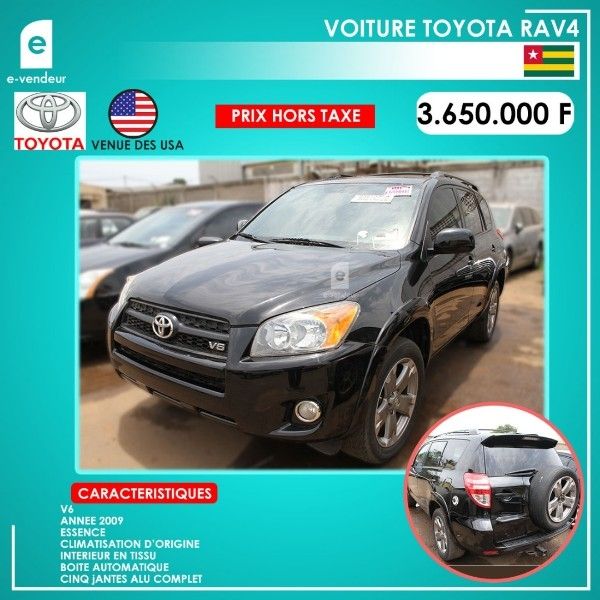 e
e-vendeur
VOITURE TOYOTA RAV4
TOYOTA
VENUE DES USA
PRIX HORS TAXE
3.650.000 F
e
e-vendeur
V6
CARACTERISTIQUES
V6
ANNEE 2009
ESSENCE
CLIMATISATION D'ORIGINE
INTERIEUR EN TISSU
BOITE AUTOMATIQUE
CINQ jANTES ALU COMPLET